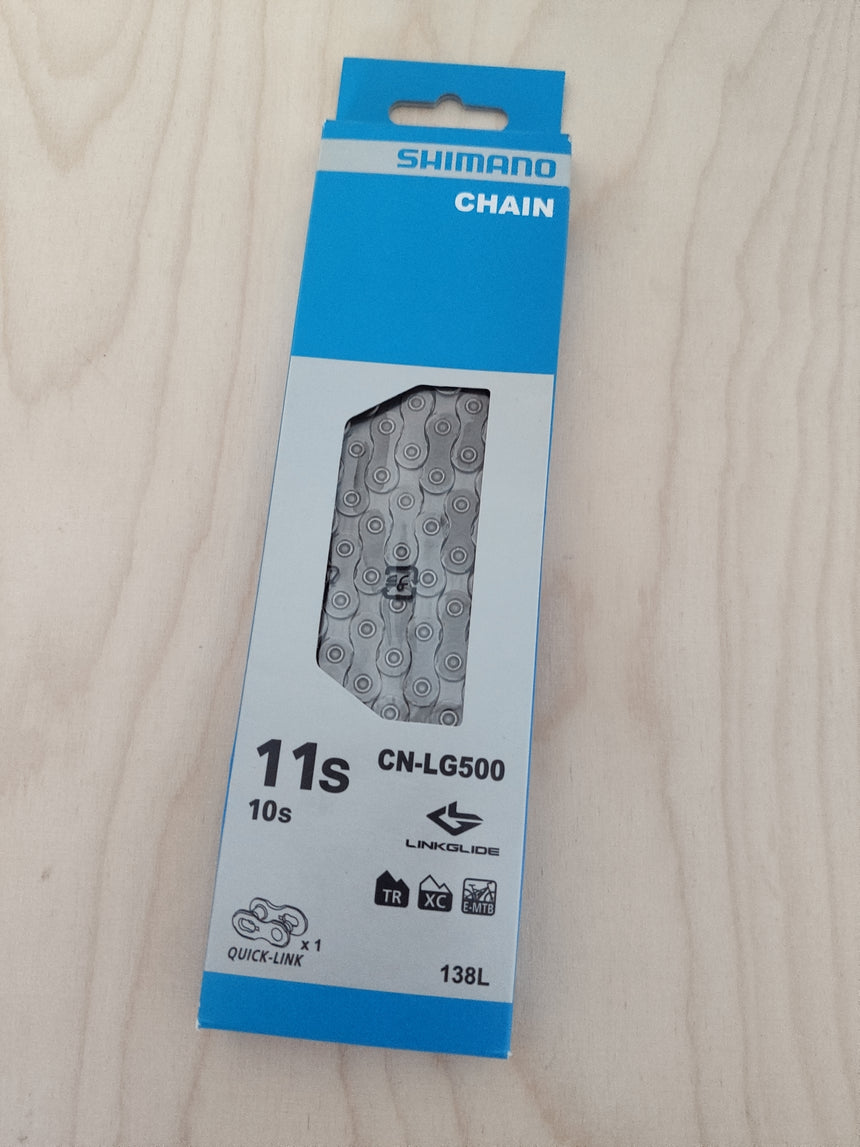 SHIMANO
CHAIN
11s
CN-LG500
10s
LINKGLIDE
TR
XC
E-MTB
x 1
QUICK-LINK
138L